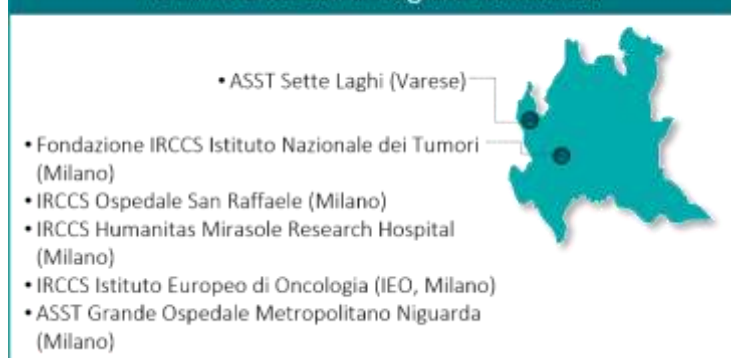 • ASST Sette Laghi (Varese)
• Fondazione IRCCS Istituto Nazionale dei Tumori
(Milano)
• IRCCS Ospedale San Raffaele (Milano)
• IRCCS Humanitas Mirasole Research Hospital
(Milano)
• IRCCS Istituto Europeo di Oncologia (IEO, Milano)
• ASST Grande Ospedale Metropolitano Niguarda
(Milano)